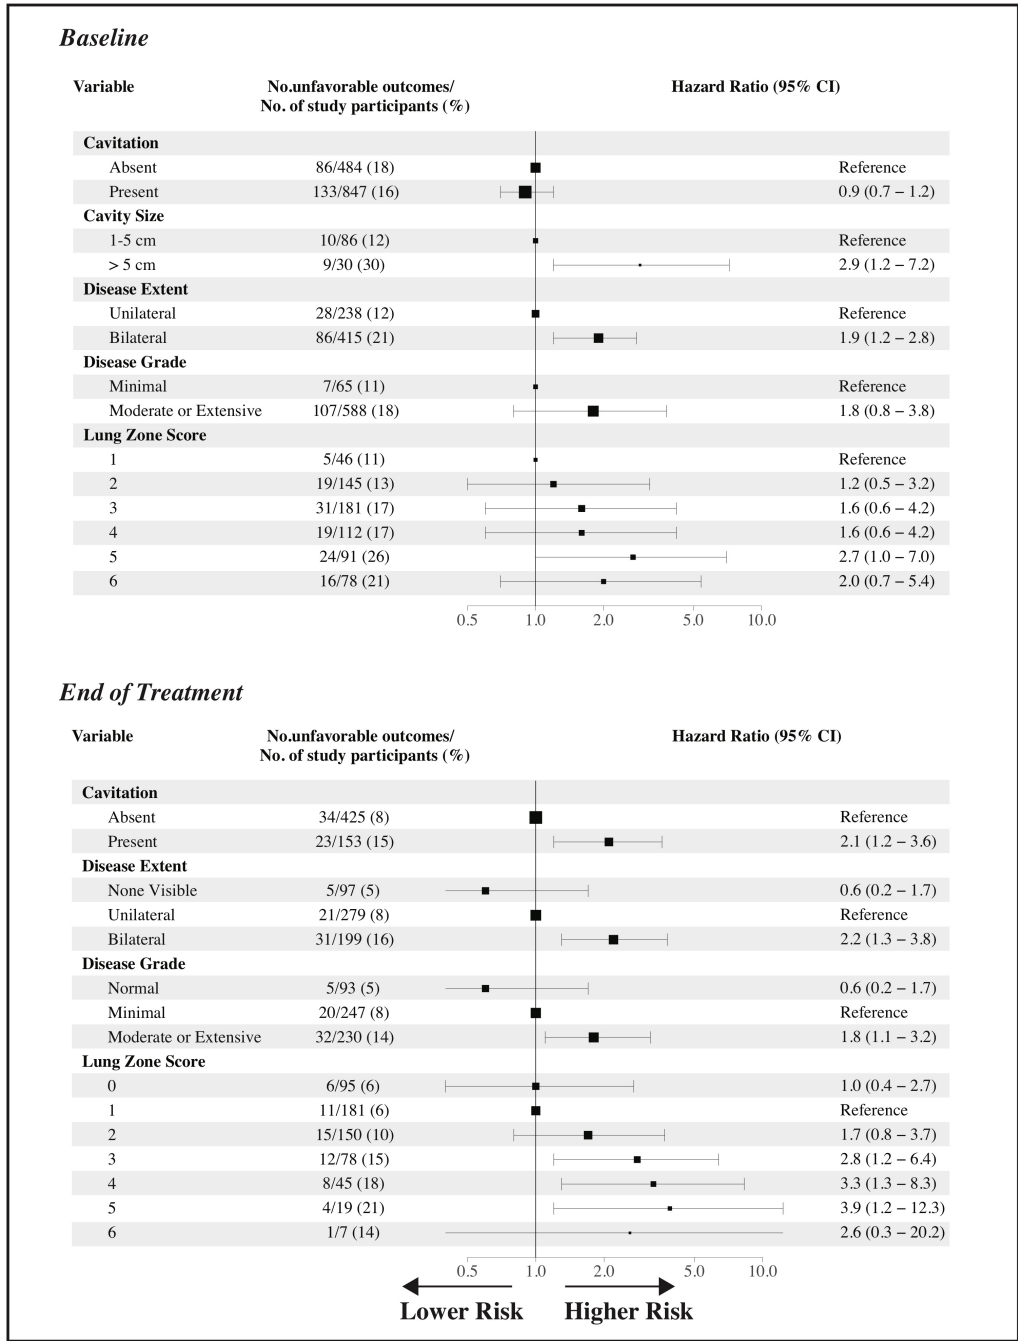 Baseline
Variable No.unfavorable outcomes/ Hazard Ratio (95% CI)
No. of study participants (%)
Cavitation
Absent 86/484 (18) Reference
Present 133/847 (16) 0.9 (0.7 – 1.2)
Cavity Size
1-5 cm 10/86 (12) Reference
> 5 cm 9/30 (30) 2.9 (1.2 – 7.2)
Disease Extent
Unilateral 28/238 (12) Reference
Bilateral 86/415 (21) 1.9 (1.2 – 2.8)
Disease Grade
Minimal 7/65 (11) Reference
Moderate or Extensive 107/588 (18) 1.8 (0.8 – 3.8)
Lung Zone Score
1 5/46 (11) Reference
2 19/145 (13) 1.2 (0.5 – 3.2)
3 31/181 (17) 1.6 (0.6 – 4.2)
4 19/112 (17) 1.6 (0.6 – 4.2)
5 24/91 (26) 2.7 (1.0 – 7.0)
6 16/78 (21) 2.0 (0.7 – 5.4)
0.5 1.0 2.0 5.0 10.0
End of Treatment
Variable No.unfavorable outcomes/ Hazard Ratio (95% CI)
No. of study participants (%)
Cavitation
Absent 34/425 (8) Reference
Present 23/153 (15) 2.1 (1.2 – 3.6)
Disease Extent
None Visible 5/97 (5) 0.6 (0.2 – 1.7)
Unilateral 21/279 (8) Reference
Bilateral 31/199 (16) 2.2 (1.3 – 3.8)
Disease Grade
Normal 5/93 (5) 0.6 (0.2 – 1.7)
Minimal 20/247 (8) Reference
Moderate or Extensive 32/230 (14) 1.8 (1.1 – 3.2)
Lung Zone Score
0 6/95 (6) 1.0 (0.4 – 2.7)
1 11/181 (6) Reference
2 15/150 (10) 1.7 (0.8 – 3.7)
3 12/78 (15) 2.8 (1.2 – 6.4)
4 8/45 (18) 3.3 (1.3 – 8.3)
5 4/19 (21) 3.9 (1.2 – 12.3)
6 1/7 (14) 2.6 (0.3 – 20.2)
0.5 1.0 2.0 5.0 10.0
Lower Risk Higher Risk